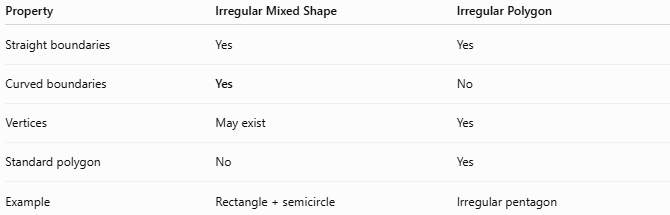 Property Irregular Mixed Shape Irregular Polygon
Straight boundaries Yes Yes
Curved boundaries Yes No
Vertices May exist Yes
Standard polygon No Yes
Example Rectangle + semicircle Irregular pentagon